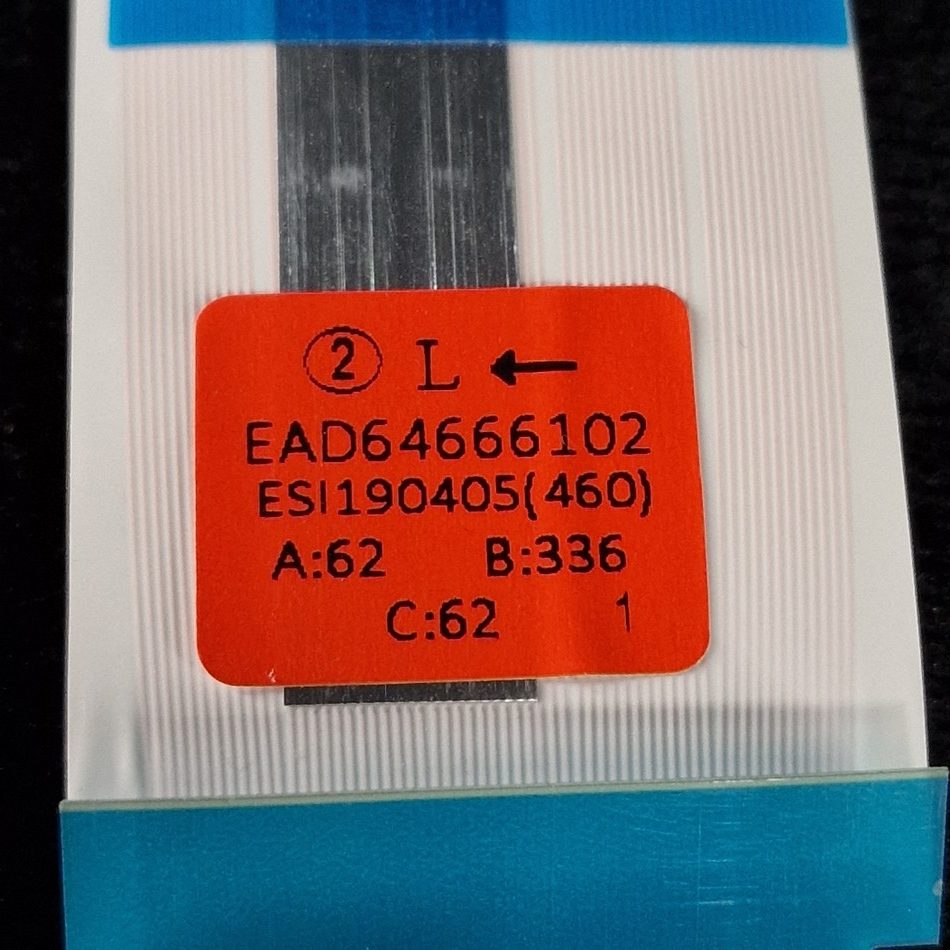 ② L ←
EAD64666102
ESI190405(460)
A:62 B:336
C:62 1